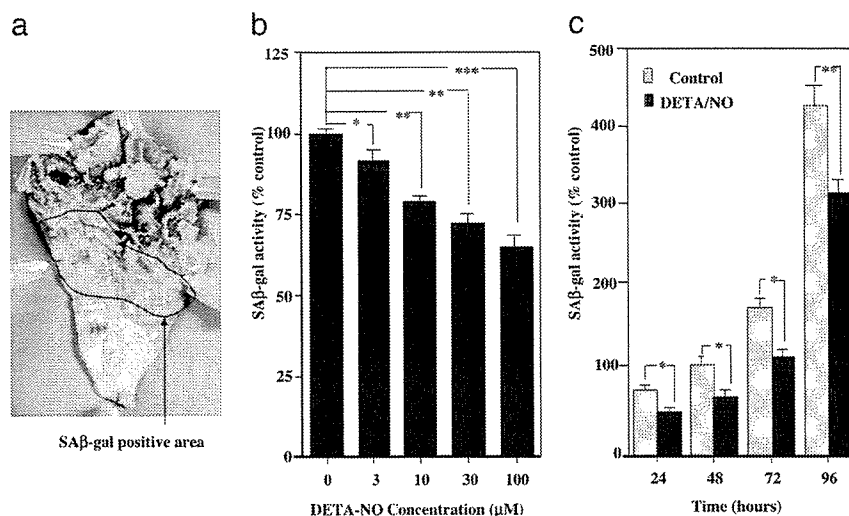 a
SAβ-gal positive area
b
SAβ-gal activity (% control)
125
100
75
50
25
0
***
**
**
*
0 3 10 30 100
DETA-NO Concentration (μM)
c
SAβ-gal activity (% control)
500
400
300
200
100
0
Control
DETA/NO
*
*
*
**
24 48 72 96
Time (hours)